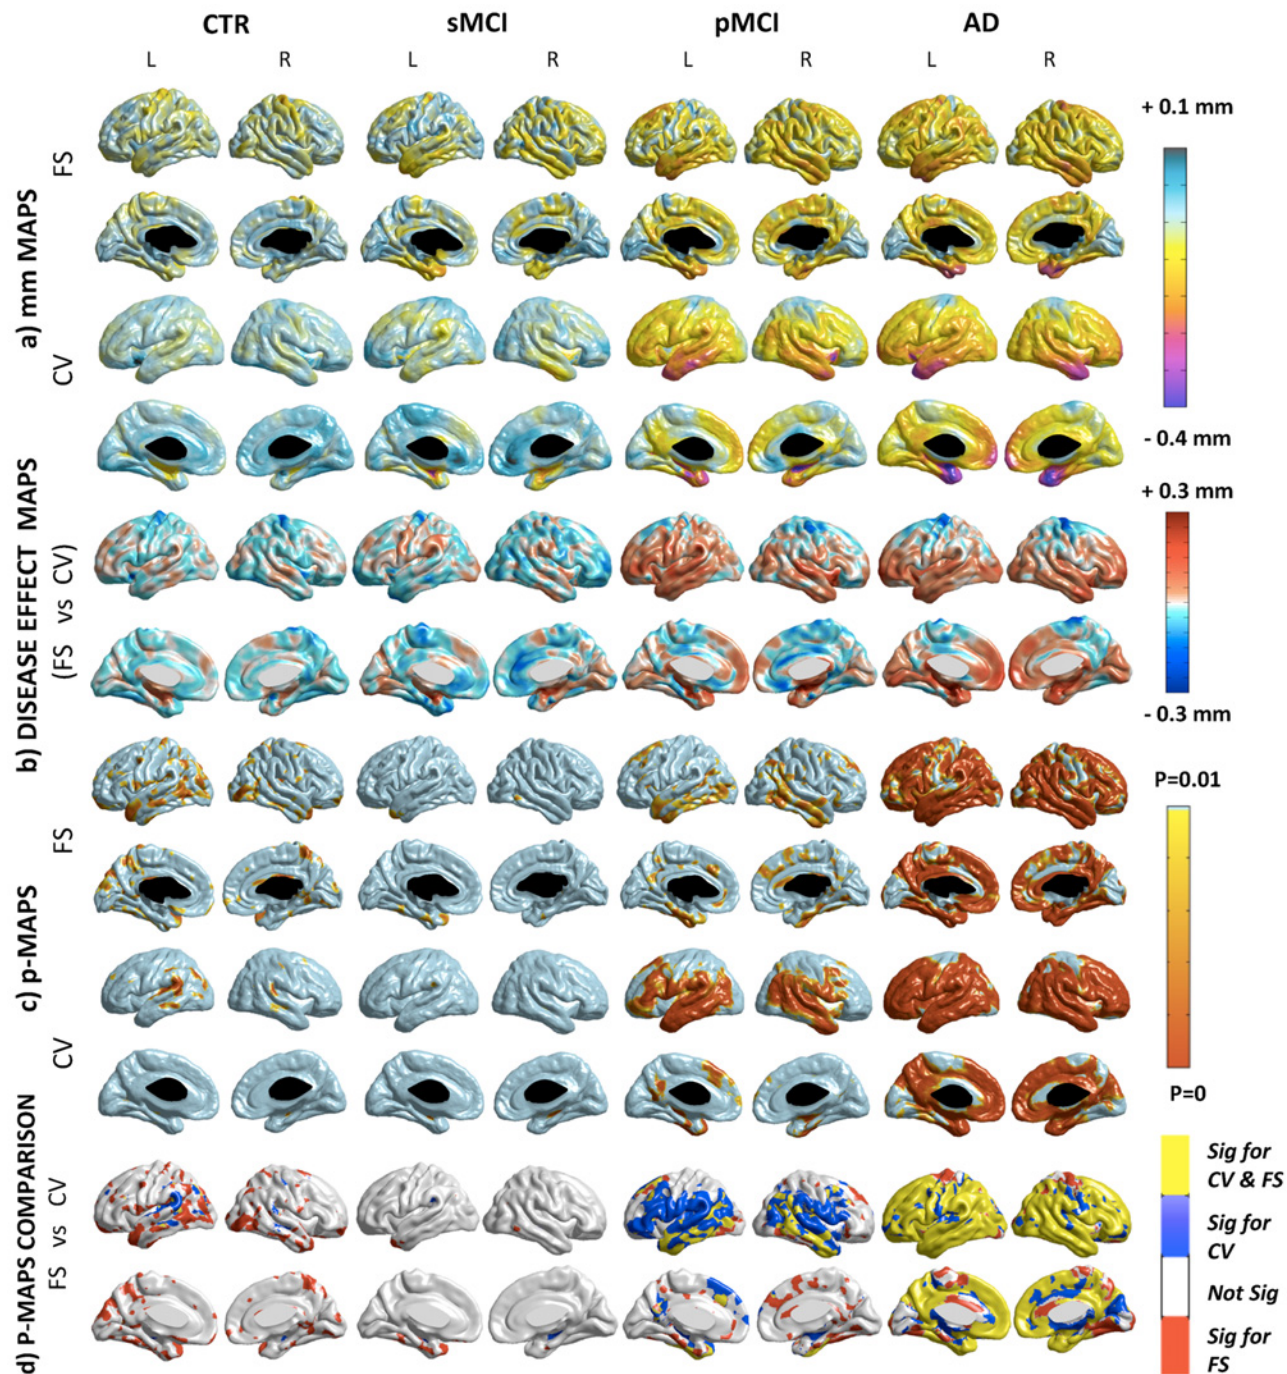 CTR sMCI pMCI AD
L R L R L R L R
a) mm MAPS
FS
CV
+ 0.1 mm
- 0.4 mm
b) DISEASE EFFECT MAPS
(FS vs CV)
+ 0.3 mm
- 0.3 mm
c) p-MAPS
FS
CV
P=0.01
P=0
d) P-MAPS COMPARISON
FS vs CV
Sig for
CV & FS
Sig for
CV
Not Sig
Sig for
FS